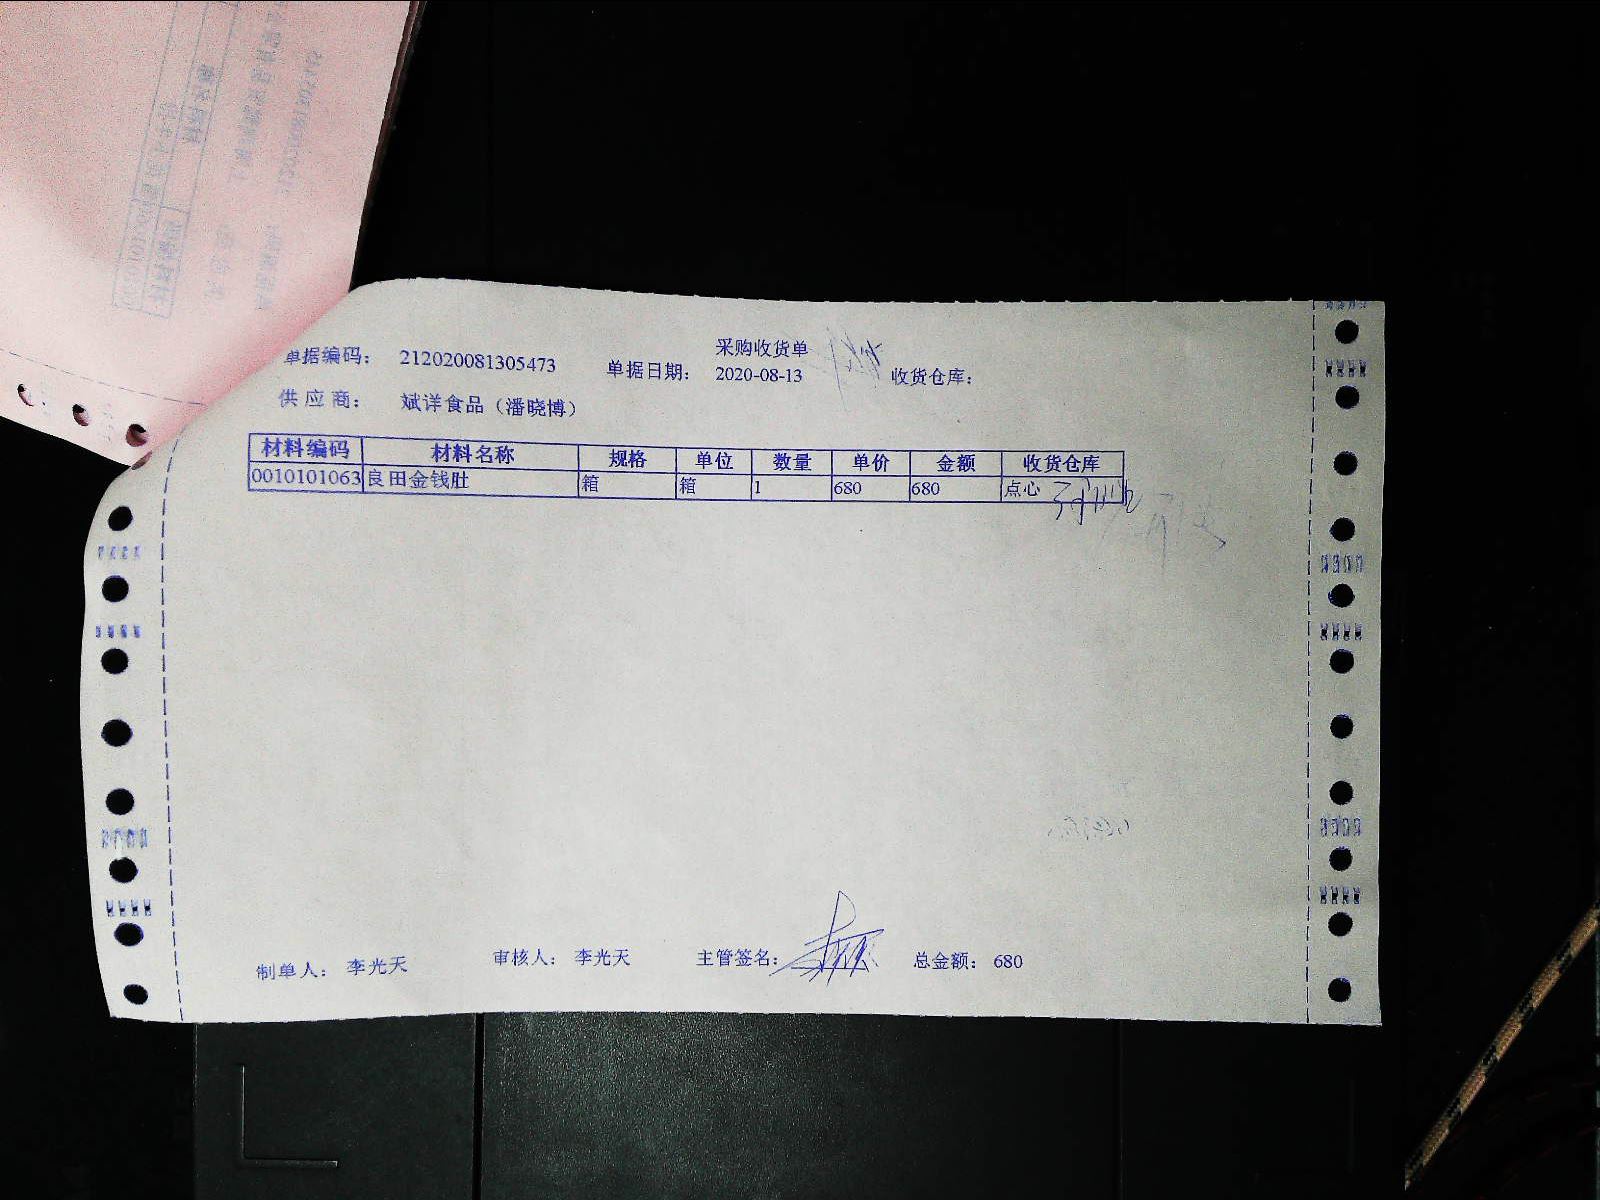 采购收货单
单据编码： 212020081305473 单据日期： 2020-08-13 收货仓库：
供应商： 斌洋食品（潘晓博）
材料编码 材料名称 规格 单位 数量 单价 金额 收货仓库
0010101063 良田金钱肚 箱 箱 1 680 680 点心
制单人： 李光天 审核人： 李光天 主管签名： 总金额： 680